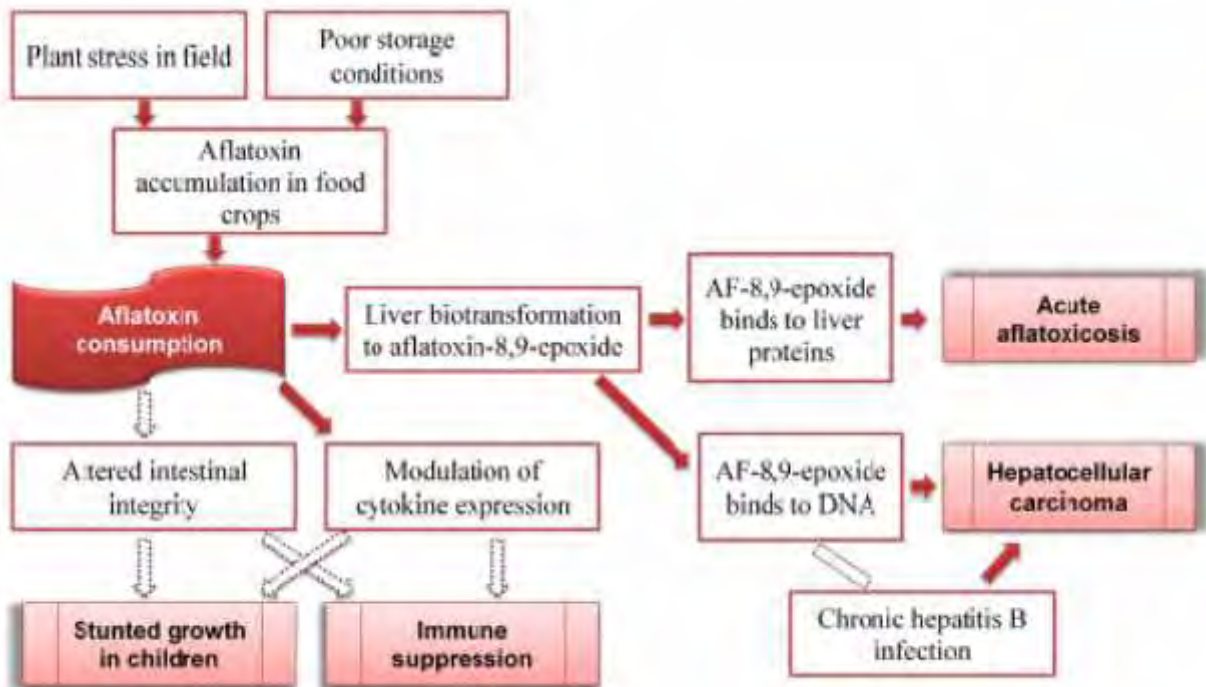 Plant stress in field
Poor storage
conditions
Aflatoxin
accumulation in food
crops
Aflatoxin
consumption
Liver biotransformation
to aflatoxin-8,9-epoxide
AF-8,9-epoxide
binds to liver
proteins
Acute
aflatoxicosis
Altered intestinal
integrity
Modulation of
cytokine expression
AF-8,9-epoxide
binds to DNA
Hepatocellular
carcinoma
Stunted growth
in children
Immune
suppression
Chronic hepatitis B
infection